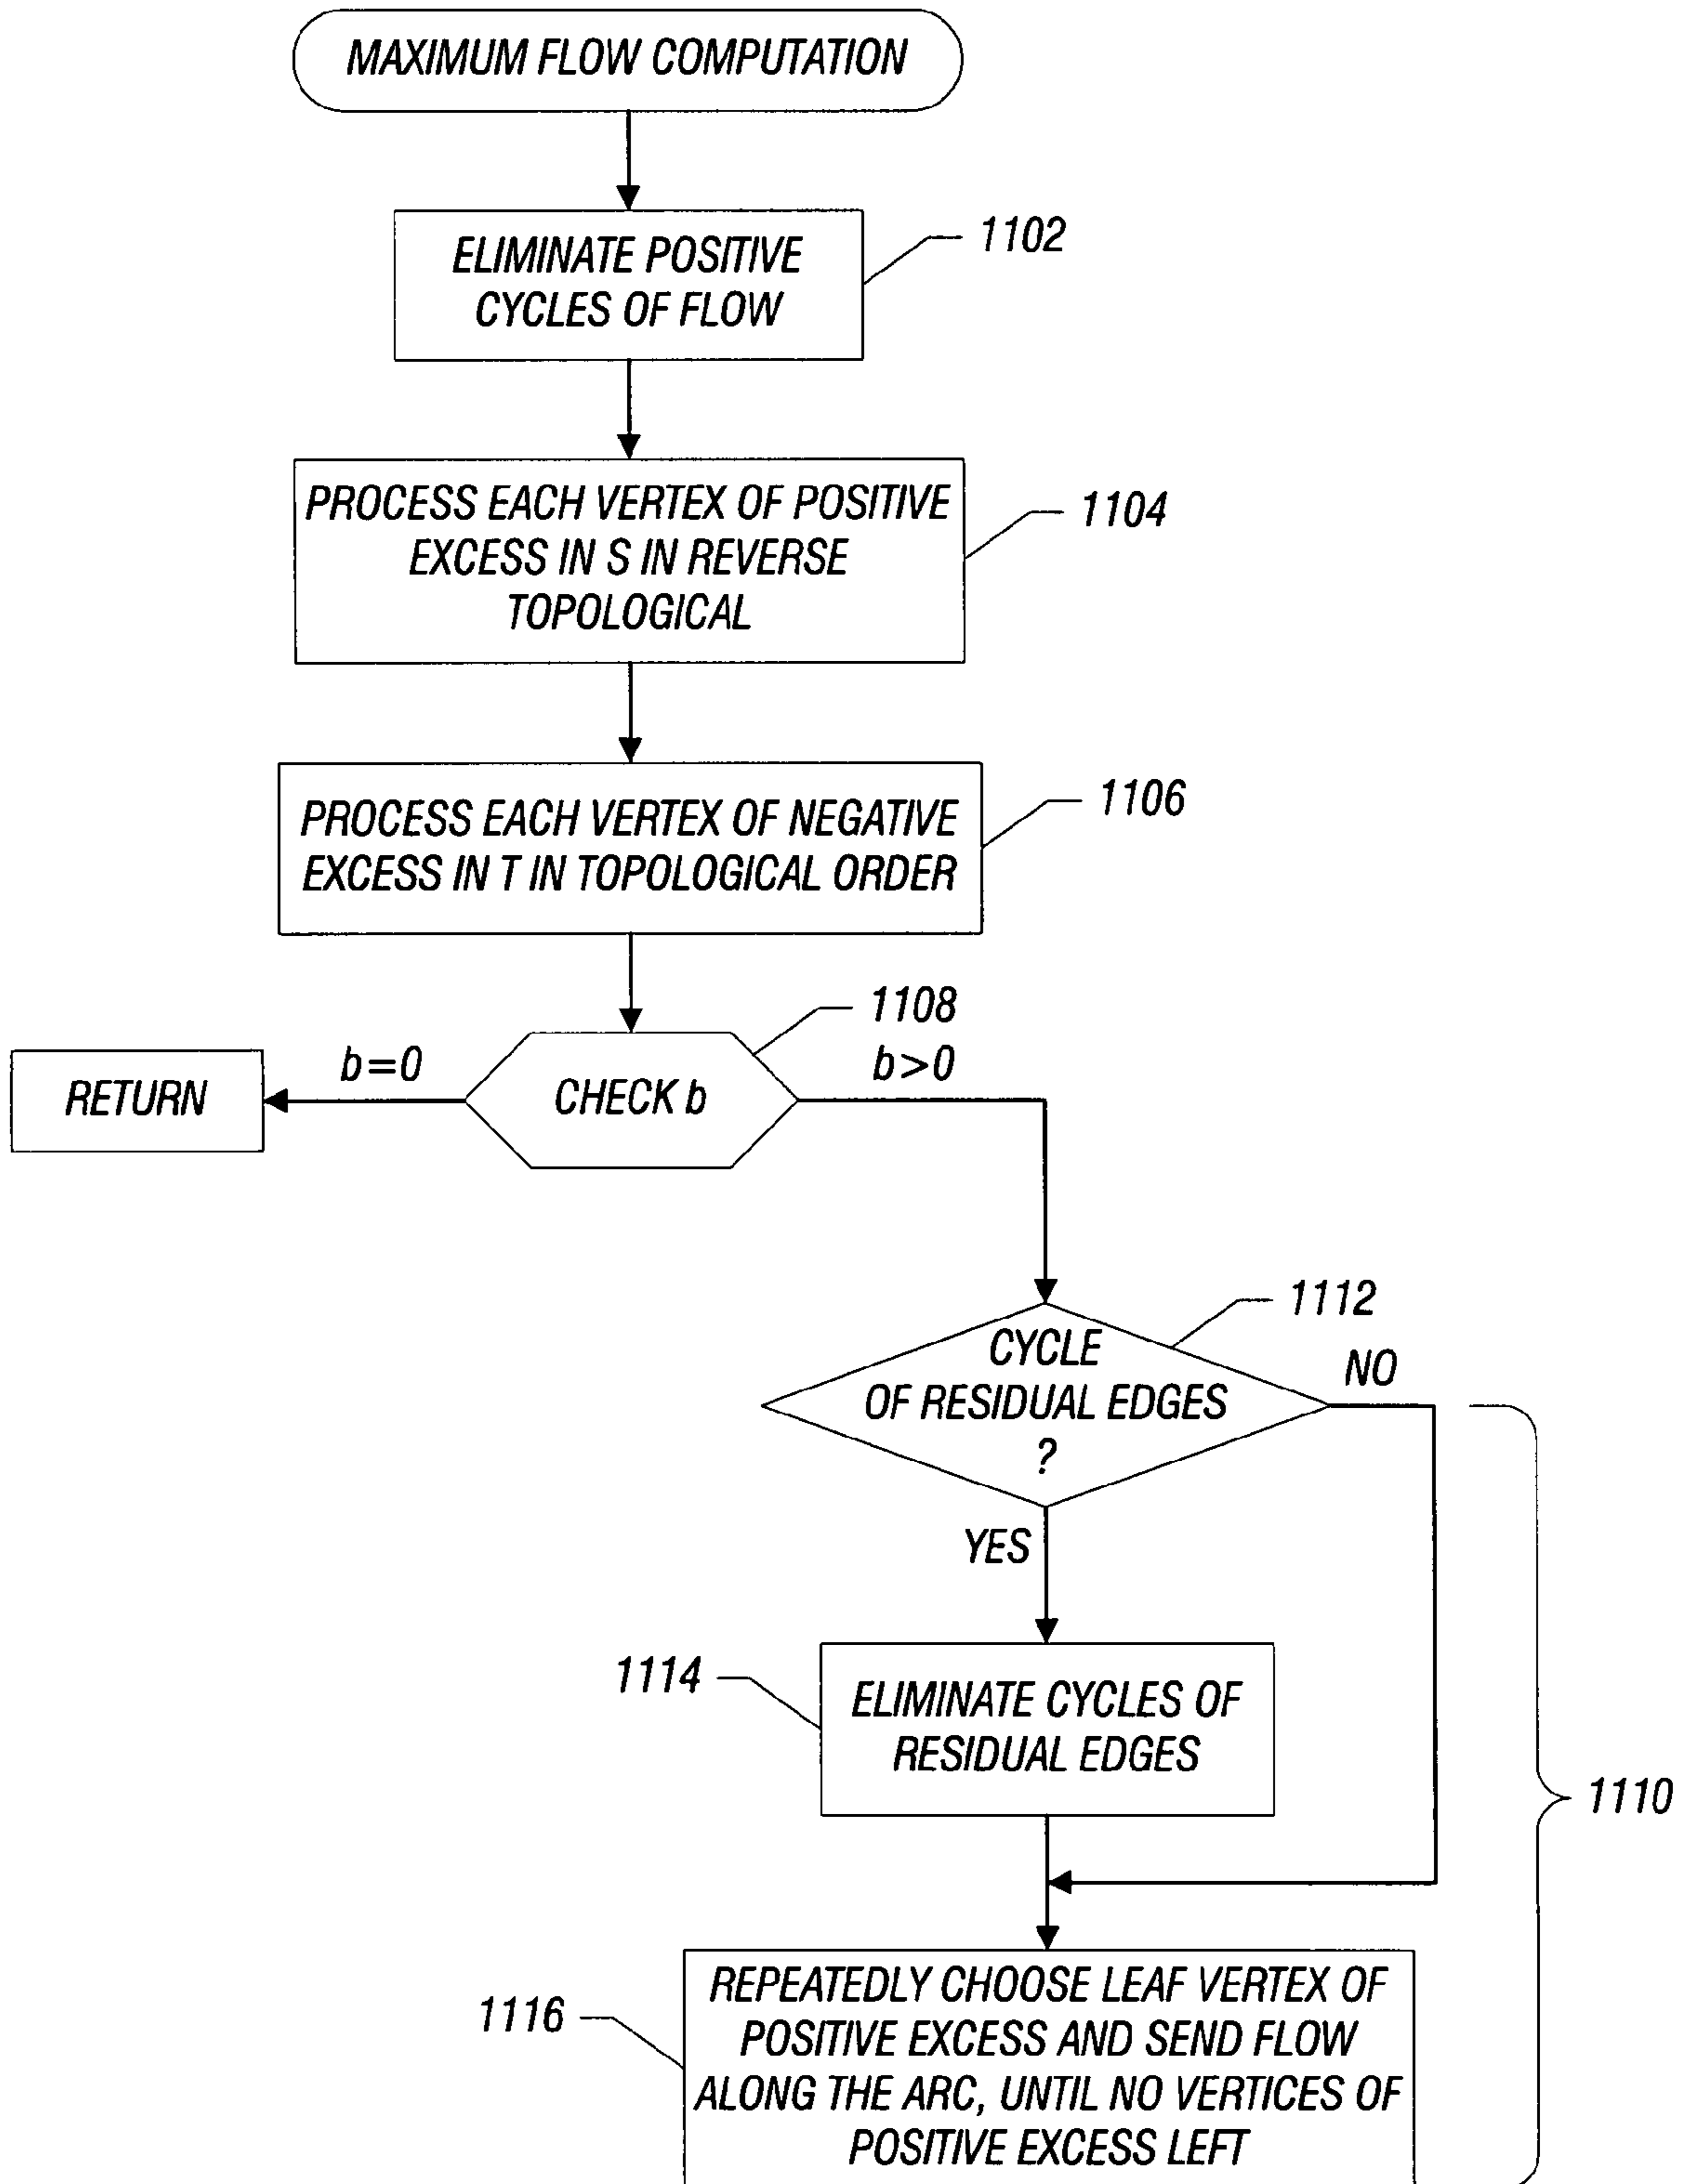 MAXIMUM FLOW COMPUTATION
ELIMINATE POSITIVE
CYCLES OF FLOW
1102
PROCESS EACH VERTEX OF POSITIVE
EXCESS IN S IN REVERSE
TOPOLOGICAL
1104
PROCESS EACH VERTEX OF NEGATIVE
EXCESS IN T IN TOPOLOGICAL ORDER
1106
1108
RETURN
b=0
CHECK b
b>0
1112
CYCLE
OF RESIDUAL EDGES
?
NO
YES
1114
ELIMINATE CYCLES OF
RESIDUAL EDGES
1110
1116
REPEATEDLY CHOOSE LEAF VERTEX OF
POSITIVE EXCESS AND SEND FLOW
ALONG THE ARC, UNTIL NO VERTICES OF
POSITIVE EXCESS LEFT